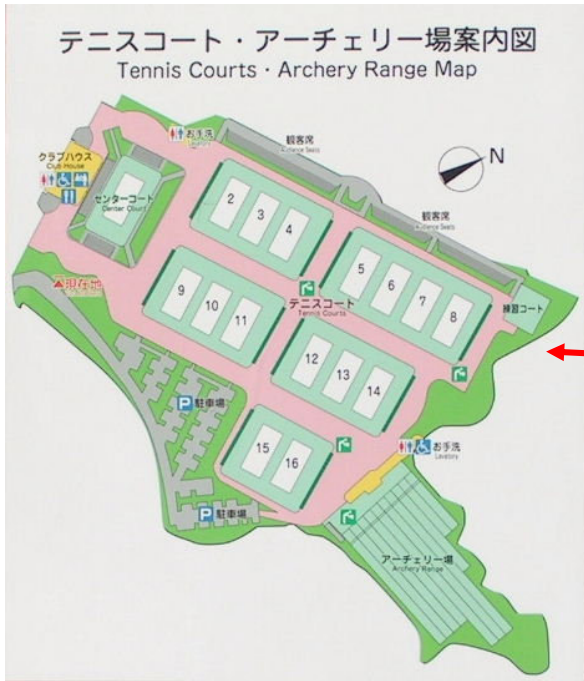 テニスコート・アーチェリー場案内図
Tennis Courts・Archery Range Map
お手洗
Lavatory
観客席
Audience Seats
クラブハウス
Club House
センターコート
Center Court
N
観客席
Audience Seats
2
3
4
5
6
7
8
練習コート
現在地
9
10
11
テニスコート
Tennis Courts
12
13
14
P 駐車場
15
16
お手洗
Lavatory
P 駐車場
アーチェリー場
Archery Range